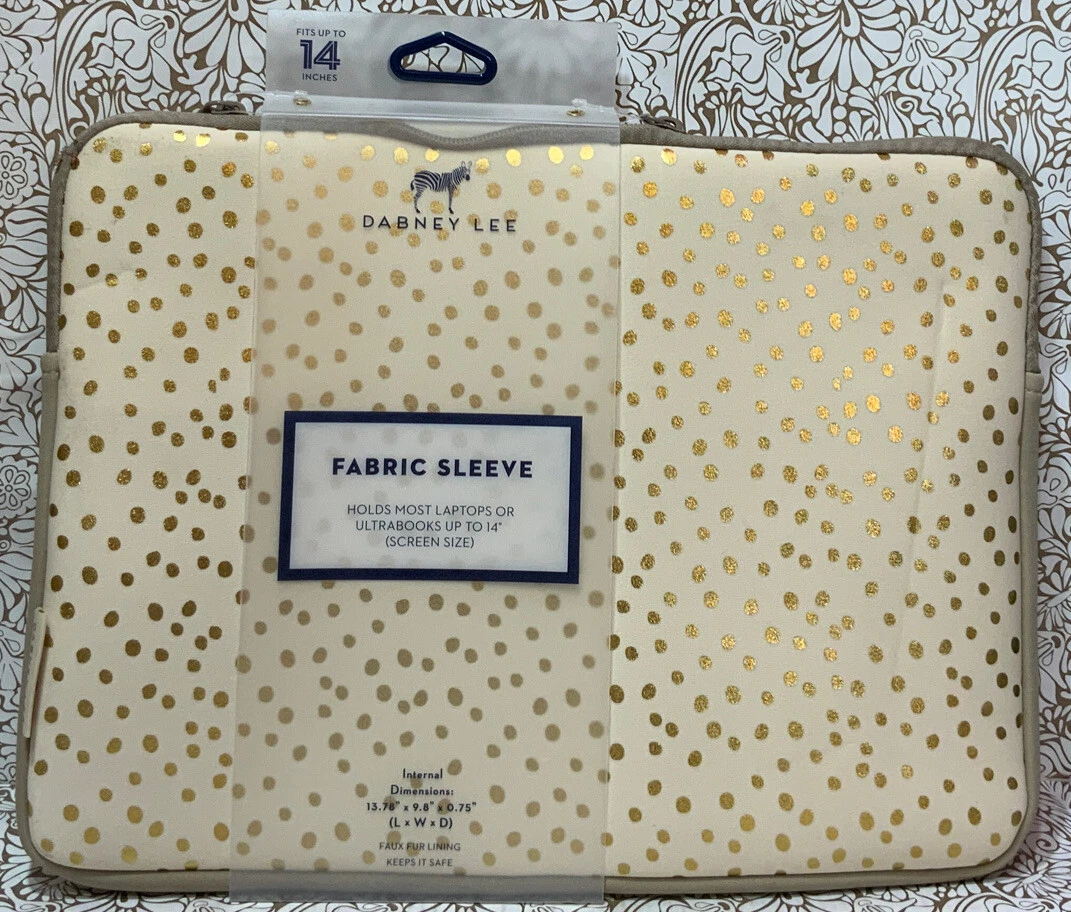 FITS UP TO
14
INCHES
DABNEY LEE
FABRIC SLEEVE
HOLDS MOST LAPTOPS OR
ULTRABOOKS UP TO 14"
(SCREEN SIZE)
Internal
Dimensions:
13.78" x 9.8" x 0.75"
(L x W x D)
FAUX FUR LINING
KEEPS IT SAFE